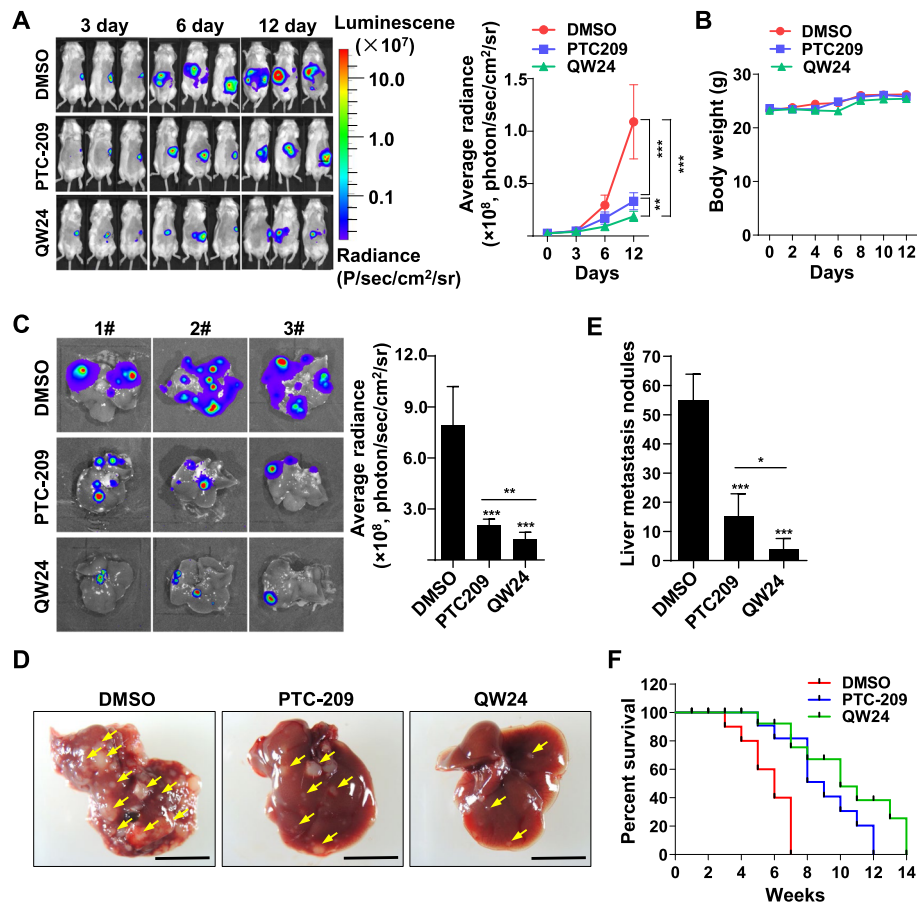 A
3 day
6 day
12 day
DMSO
PTC-209
QW24
Luminescene
(×10⁷)
10.0
1.0
0.1
Radiance
(P/sec/cm²/sr)
Average radiance
(×10⁸, photon/sec/cm²/sr)
DMSO
PTC209
QW24
1.5
1.0
0.5
0 3 6 12
Days
***
***
**
B
DMSO
PTC209
QW24
Body weight (g)
40
30
20
10
0
0 2 4 6 8 10 12
Days
C
1#
2#
3#
DMSO
PTC-209
QW24
Average radiance
(×10⁸, photon/sec/cm²/sr)
12.0
9.0
6.0
3.0
**
***
***
DMSO
PTC209
QW24
E
Liver metastasis nodules
70
60
50
40
30
20
10
0
*
***
***
DMSO
PTC209
QW24
D
DMSO
PTC-209
QW24
F
DMSO
PTC-209
QW24
Percent survival
120
100
80
60
40
20
0
0 2 4 6 8 10 12 14
Weeks